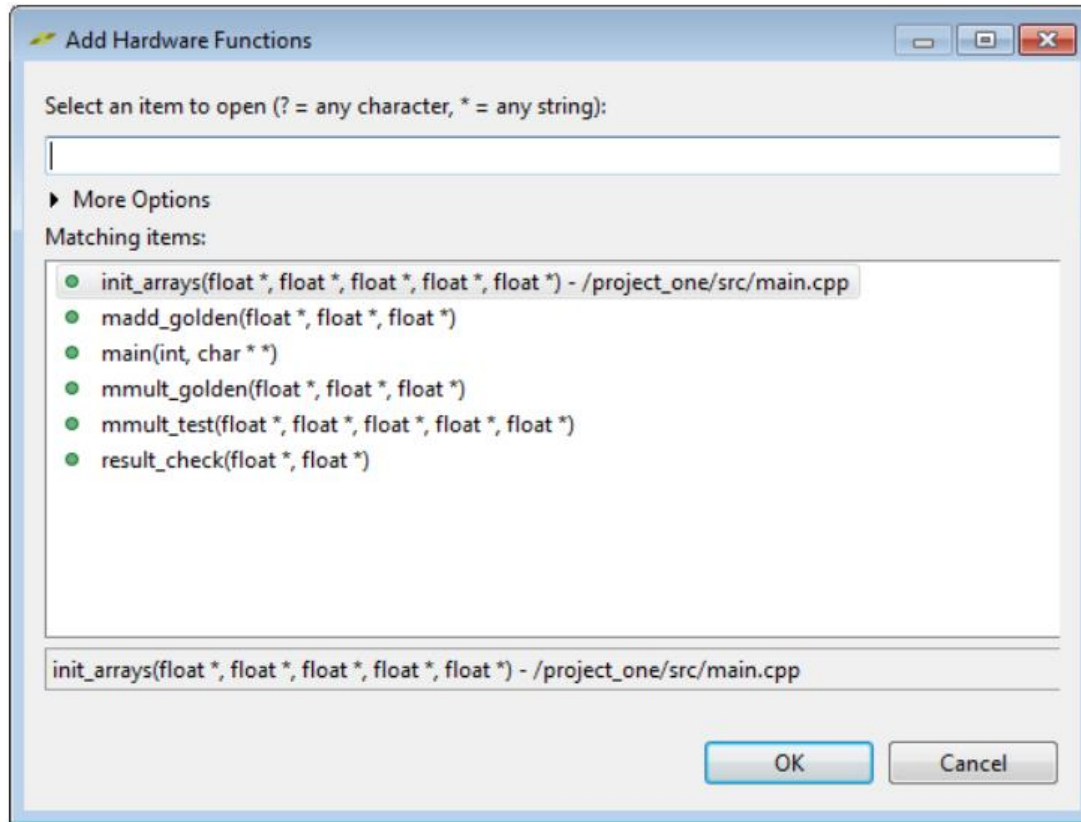 Add Hardware Functions
Select an item to open (? = any character, * = any string):
More Options
Matching items:
init_arrays(float *, float *, float *, float *, float *) - /project_one/src/main.cpp
madd_golden(float *, float *, float *)
main(int, char * *)
mmult_golden(float *, float *, float *)
mmult_test(float *, float *, float *, float *, float *)
result_check(float *, float *)
init_arrays(float *, float *, float *, float *, float *) - /project_one/src/main.cpp
OK Cancel